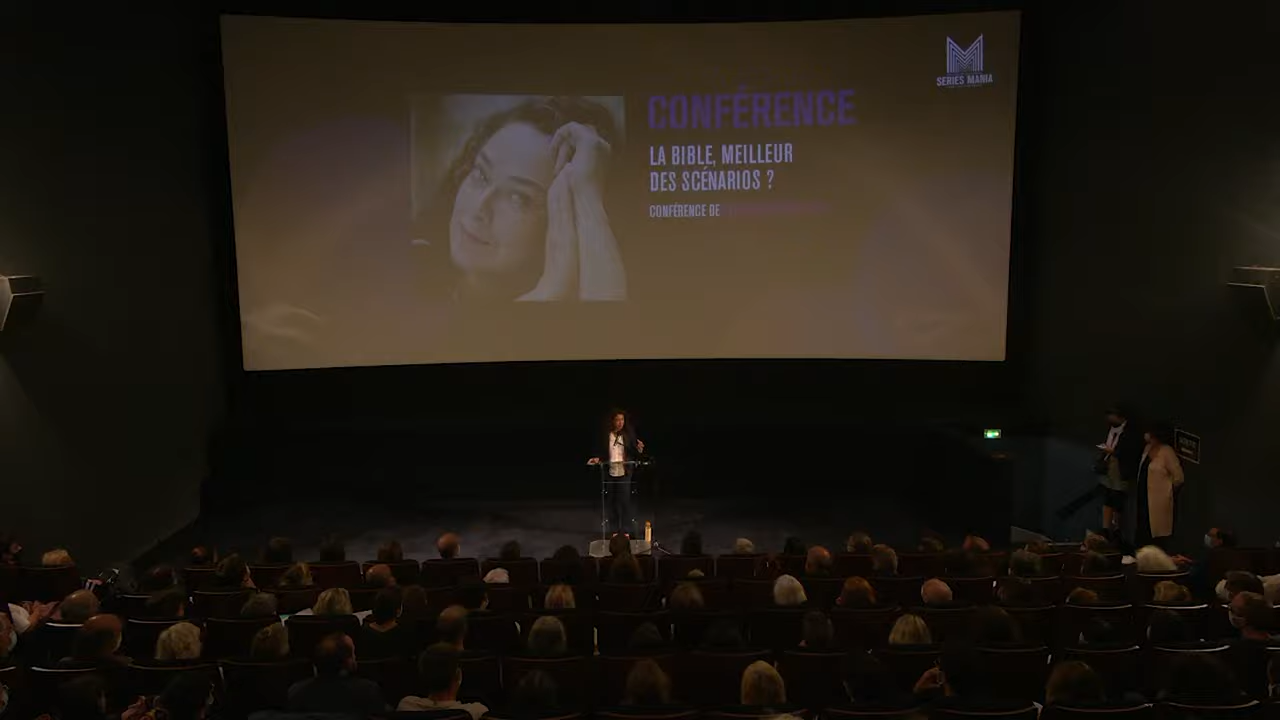 SERIES MANIA
CONFÉRENCE
LA BIBLE, MEILLEUR
DES SCÉNARIOS ?
CONFÉRENCE DE